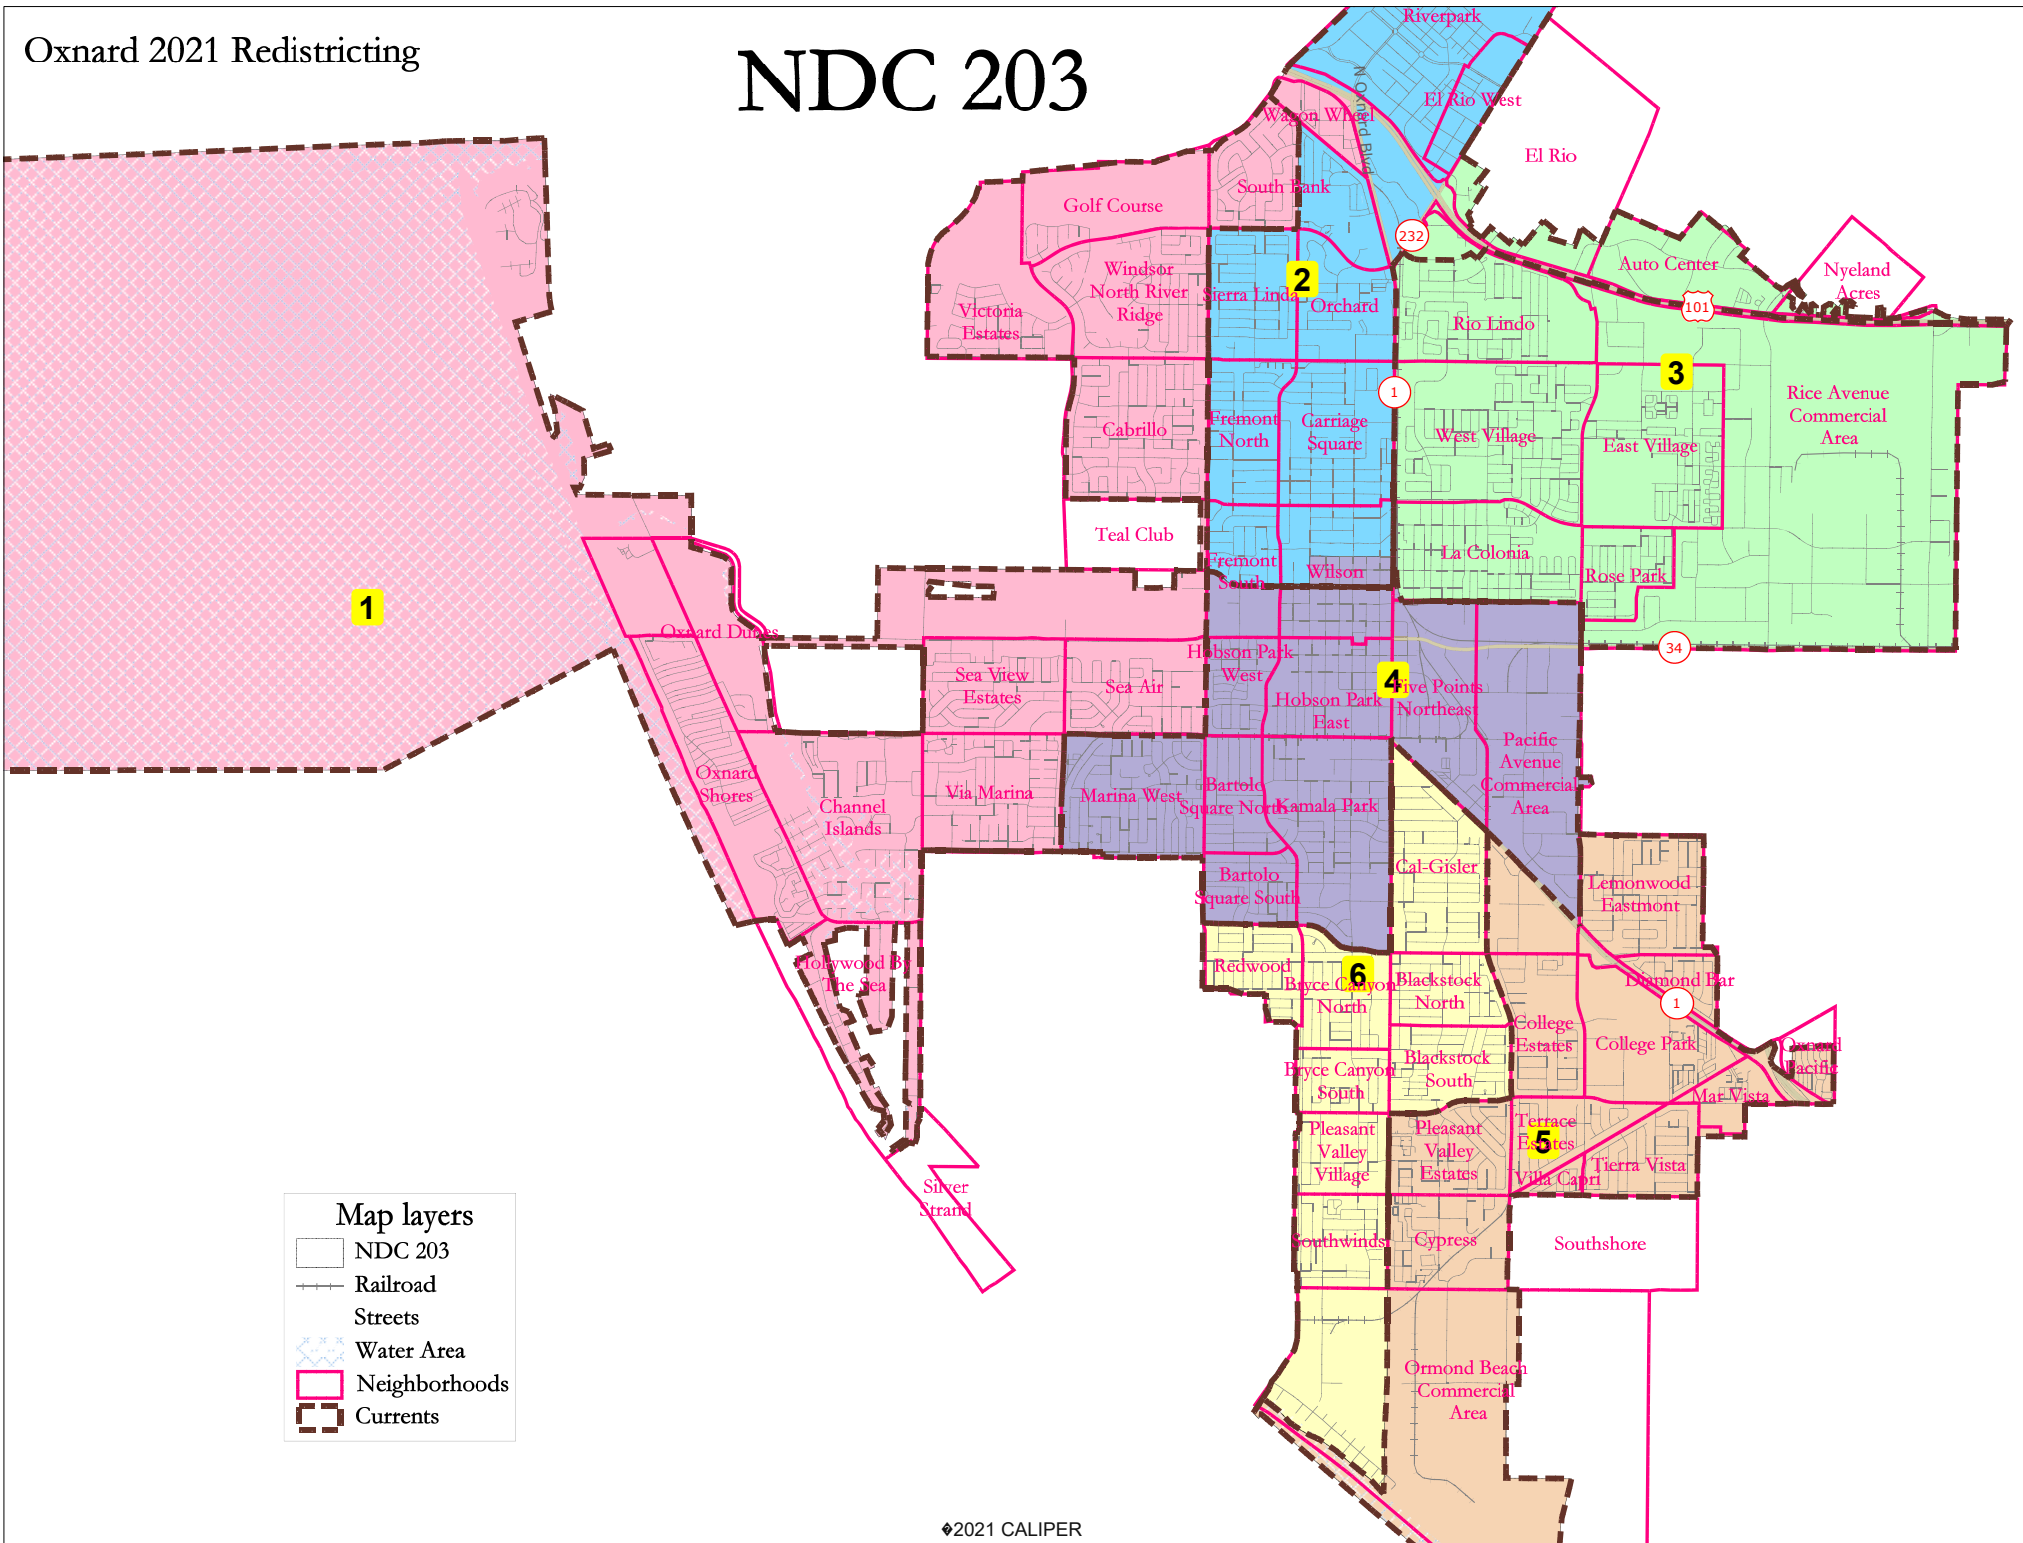 Oxnard 2021 Redistricting
NDC 203
Riverpark
El Rio West
N Oxnard Blvd
Wagon Wheel
El Rio
South Bank
Golf Course
232
Auto Center
Nyeland
Acres
Windsor
North River
Ridge
Victoria
Estates
Sierra Linda
2
Orchard
Rio Lindo
101
3
Rice Avenue
Commercial
Area
1
Cabrillo
Fremont
North
Carriage
Square
West Village
East Village
Teal Club
La Colonia
Fremont
South
Wilson
Rose Park
1
Oxnard Dunes
34
Sea View
Estates
Sea Air
Hobson Park
West
Hobson Park
East
4
Five Points
Northeast
Pacific
Avenue
Commercial
Area
Oxnard
Shores
Channel
Islands
Via Marina
Marina West
Bartolo
Square North
Kamala Park
Cal-Gisler
Bartolo
Square South
Lemonwood
Eastmont
Hollywood By
The Sea
Redwood
6
Bryce Canyon
North
Blackstock
North
Diamond Bar
1
College
Estates
College Park
Oxnard
Pacific
Bryce Canyon
South
Blackstock
South
Mar Vista
Pleasant
Valley
Village
Pleasant
Valley
Estates
Terrace
Estates
5
Villa Capri
Tierra Vista
Silver
Strand
Southwinds
Cypress
Southshore
Ormond Beach
Commercial
Area
Map layers
NDC 203
Railroad
Streets
Water Area
Neighborhoods
Currents
�2021 CALIPER